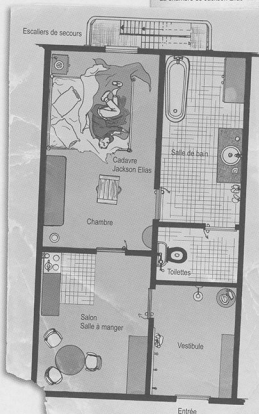 Escaliers de secours
Cadavre
Jackson Elias
Salle de bain
Chambre
Toilettes
Salon
Salle à manger
Vestibule
Entrée